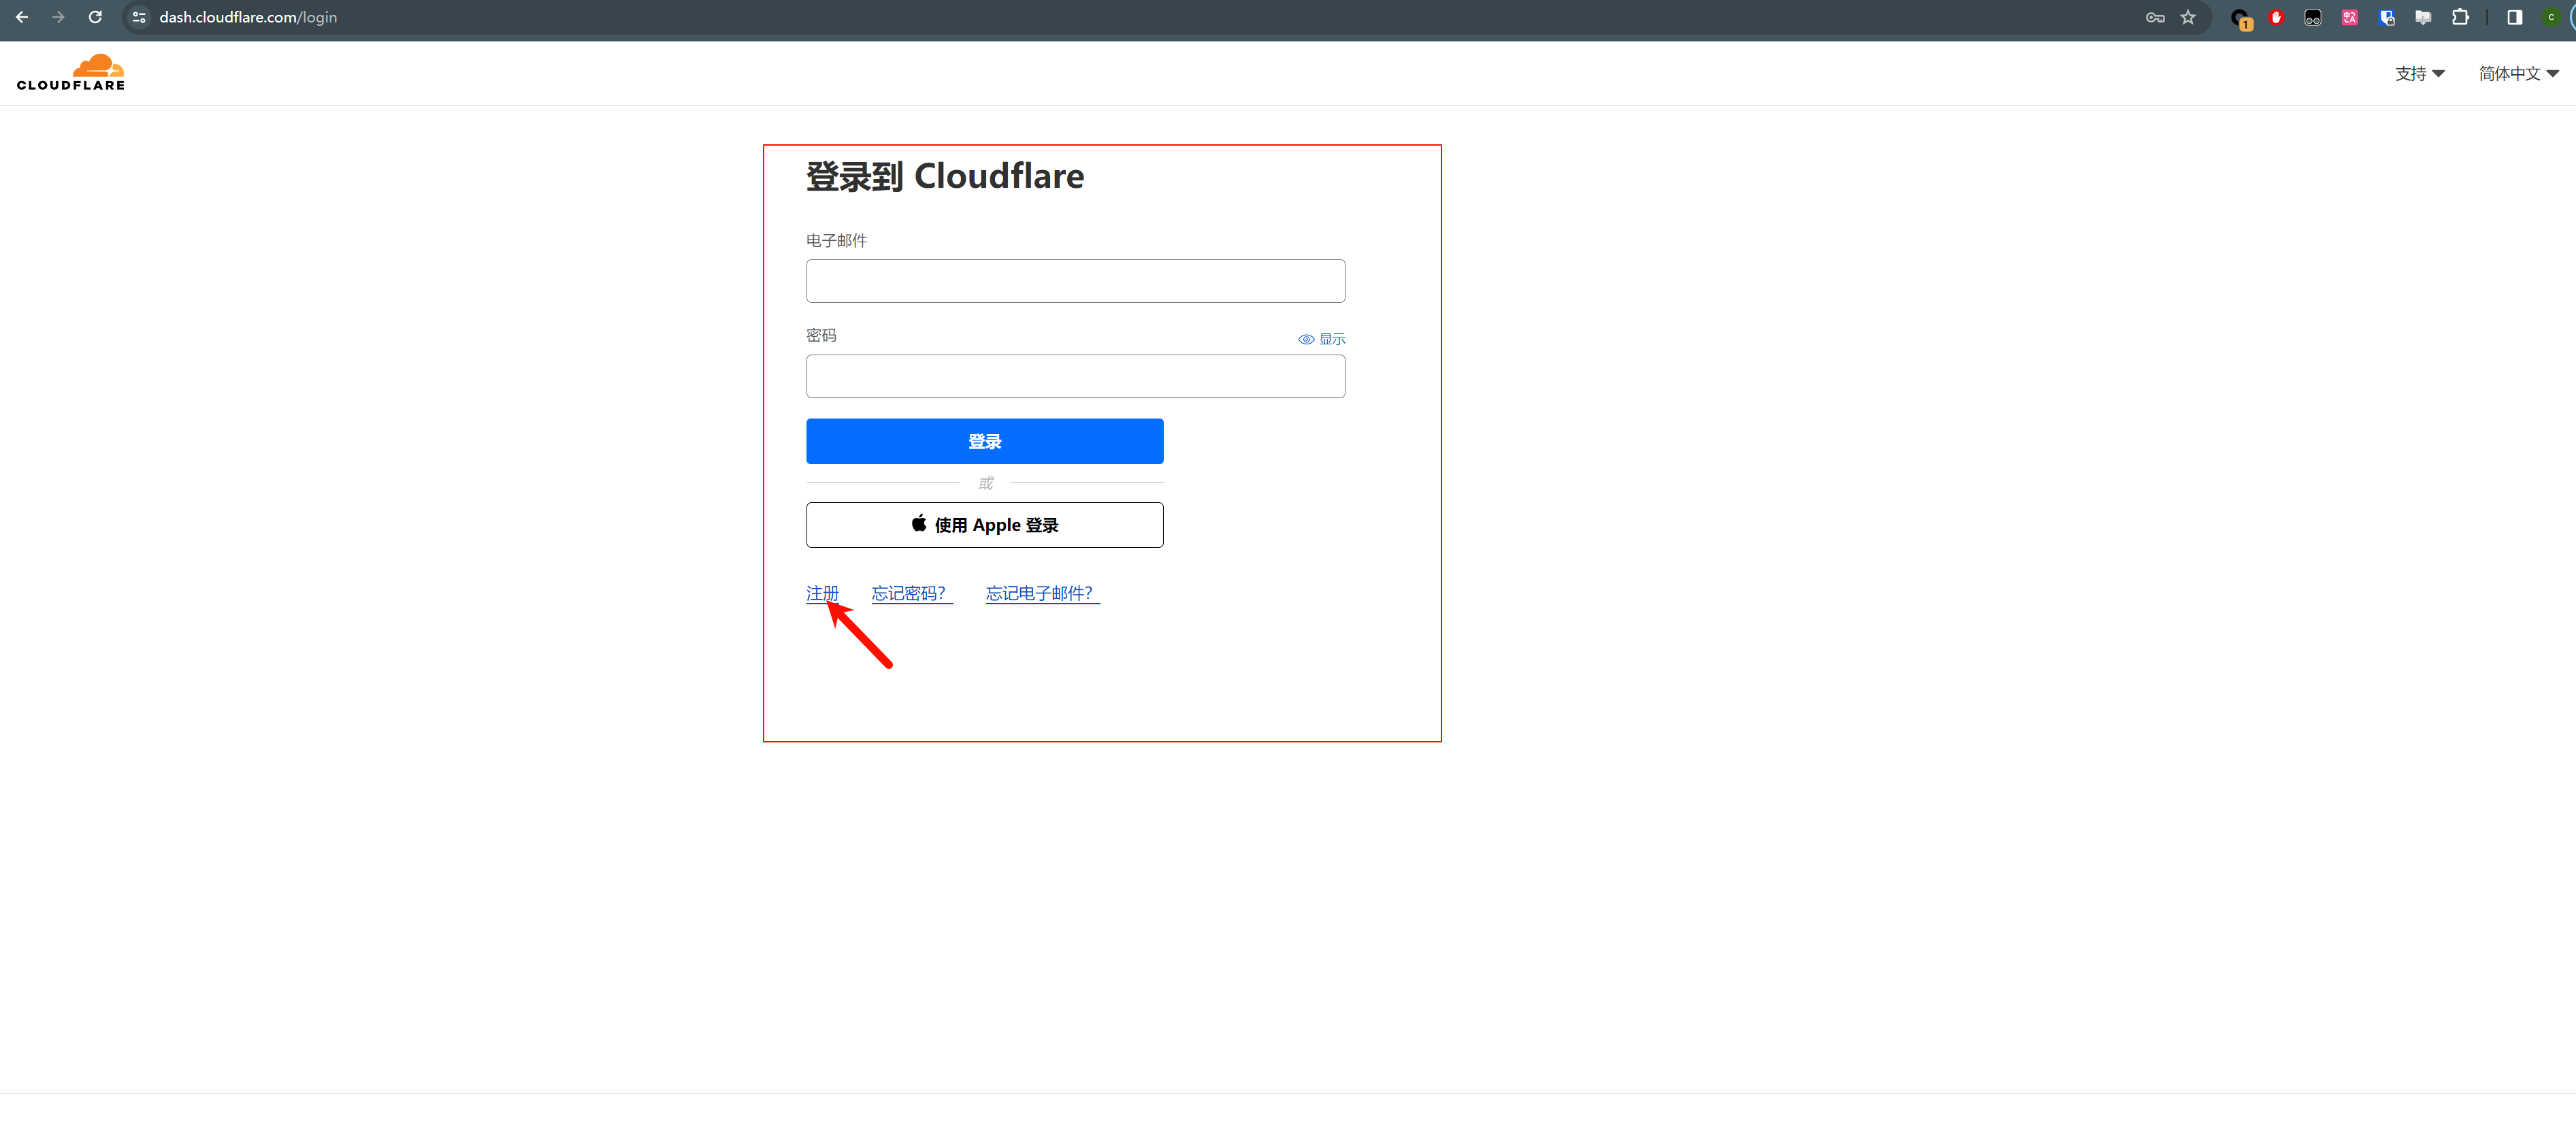 dash.cloudflare.com/login
1
C
CLOUDFLARE
支持
简体中文
登录到 Cloudflare
电子邮件
密码
显示
登录
或
使用 Apple 登录
注册 忘记密码? 忘记电子邮件?